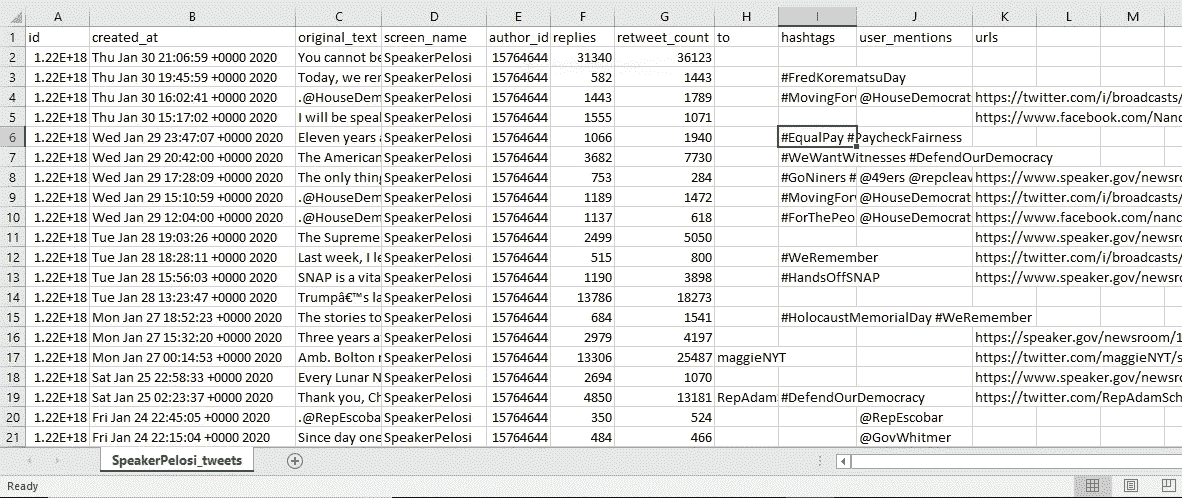 A B C D E F G H I J K L M
1 id created_at original_text screen_name author_id replies retweet_count to hashtags user_mentions urls
2 1.22E+18 Thu Jan 30 21:06:59 +0000 2020 You cannot be SpeakerPelosi 15764644 31340 36123
3 1.22E+18 Thu Jan 30 19:45:59 +0000 2020 Today, we rem SpeakerPelosi 15764644 582 1443 #FredKorematsuDay
4 1.22E+18 Thu Jan 30 16:02:41 +0000 2020 .@HouseDem SpeakerPelosi 15764644 1443 1789 #MovingForw @HouseDemocrat https://twitter.com/i/broadcasts/
5 1.22E+18 Thu Jan 30 15:17:02 +0000 2020 I will be speal SpeakerPelosi 15764644 1555 1071 https://www.facebook.com/Nanc
6 1.22E+18 Wed Jan 29 23:47:07 +0000 2020 Eleven years a SpeakerPelosi 15764644 1066 1940 #EqualPay #PaycheckFairness
7 1.22E+18 Wed Jan 29 20:42:00 +0000 2020 The American SpeakerPelosi 15764644 3682 7730 #WeWantWitnesses #DefendOurDemocracy
8 1.22E+18 Wed Jan 29 17:28:09 +0000 2020 The only thing SpeakerPelosi 15764644 753 284 #GoNiners # @49ers @repcleav https://www.speaker.gov/newsro
9 1.22E+18 Wed Jan 29 15:10:59 +0000 2020 .@HouseDem SpeakerPelosi 15764644 1189 1472 #MovingForw @HouseDemocrat https://www.speaker.gov/newsro
10 1.22E+18 Wed Jan 29 12:04:00 +0000 2020 .@HouseDem SpeakerPelosi 15764644 1137 618 #ForThePeo @HouseDemocrat https://www.facebook.com/nanc
11 1.22E+18 Tue Jan 28 19:03:26 +0000 2020 The Supreme SpeakerPelosi 15764644 2499 5050 https://www.speaker.gov/newsro
12 1.22E+18 Tue Jan 28 18:28:11 +0000 2020 Last week, I le SpeakerPelosi 15764644 515 800 #WeRemember https://twitter.com/i/broadcasts/
13 1.22E+18 Tue Jan 28 15:56:03 +0000 2020 SNAP is a vita SpeakerPelosi 15764644 1190 3898 #HandsOffSNAP https://www.speaker.gov/newsro
14 1.22E+18 Tue Jan 28 13:23:47 +0000 2020 Trumpâ€™s la SpeakerPelosi 15764644 13786 18273
15 1.22E+18 Mon Jan 27 18:52:23 +0000 2020 The stories to SpeakerPelosi 15764644 684 1541 #HolocaustMemorialDay #WeRemember
16 1.22E+18 Mon Jan 27 15:32:20 +0000 2020 Three years a SpeakerPelosi 15764644 2979 4197 https://speaker.gov/newsroom/1
17 1.22E+18 Mon Jan 27 00:14:53 +0000 2020 Amb. Bolton r SpeakerPelosi 15764644 13306 25487 maggieNYT https://twitter.com/maggieNYT/s
18 1.22E+18 Sat Jan 25 22:58:33 +0000 2020 Every Lunar N SpeakerPelosi 15764644 2694 1070 https://www.speaker.gov/newsro
19 1.22E+18 Sat Jan 25 02:23:37 +0000 2020 Thank you, Ch SpeakerPelosi 15764644 4850 13181 RepAdam #DefendOurDemocracy https://twitter.com/RepAdamSch
20 1.22E+18 Fri Jan 24 22:45:05 +0000 2020 .@RepEscoba SpeakerPelosi 15764644 350 524 @RepEscobar
21 1.22E+18 Fri Jan 24 22:15:04 +0000 2020 Since day one SpeakerPelosi 15764644 484 466 @GovWhitmer
SpeakerPelosi_tweets
Ready